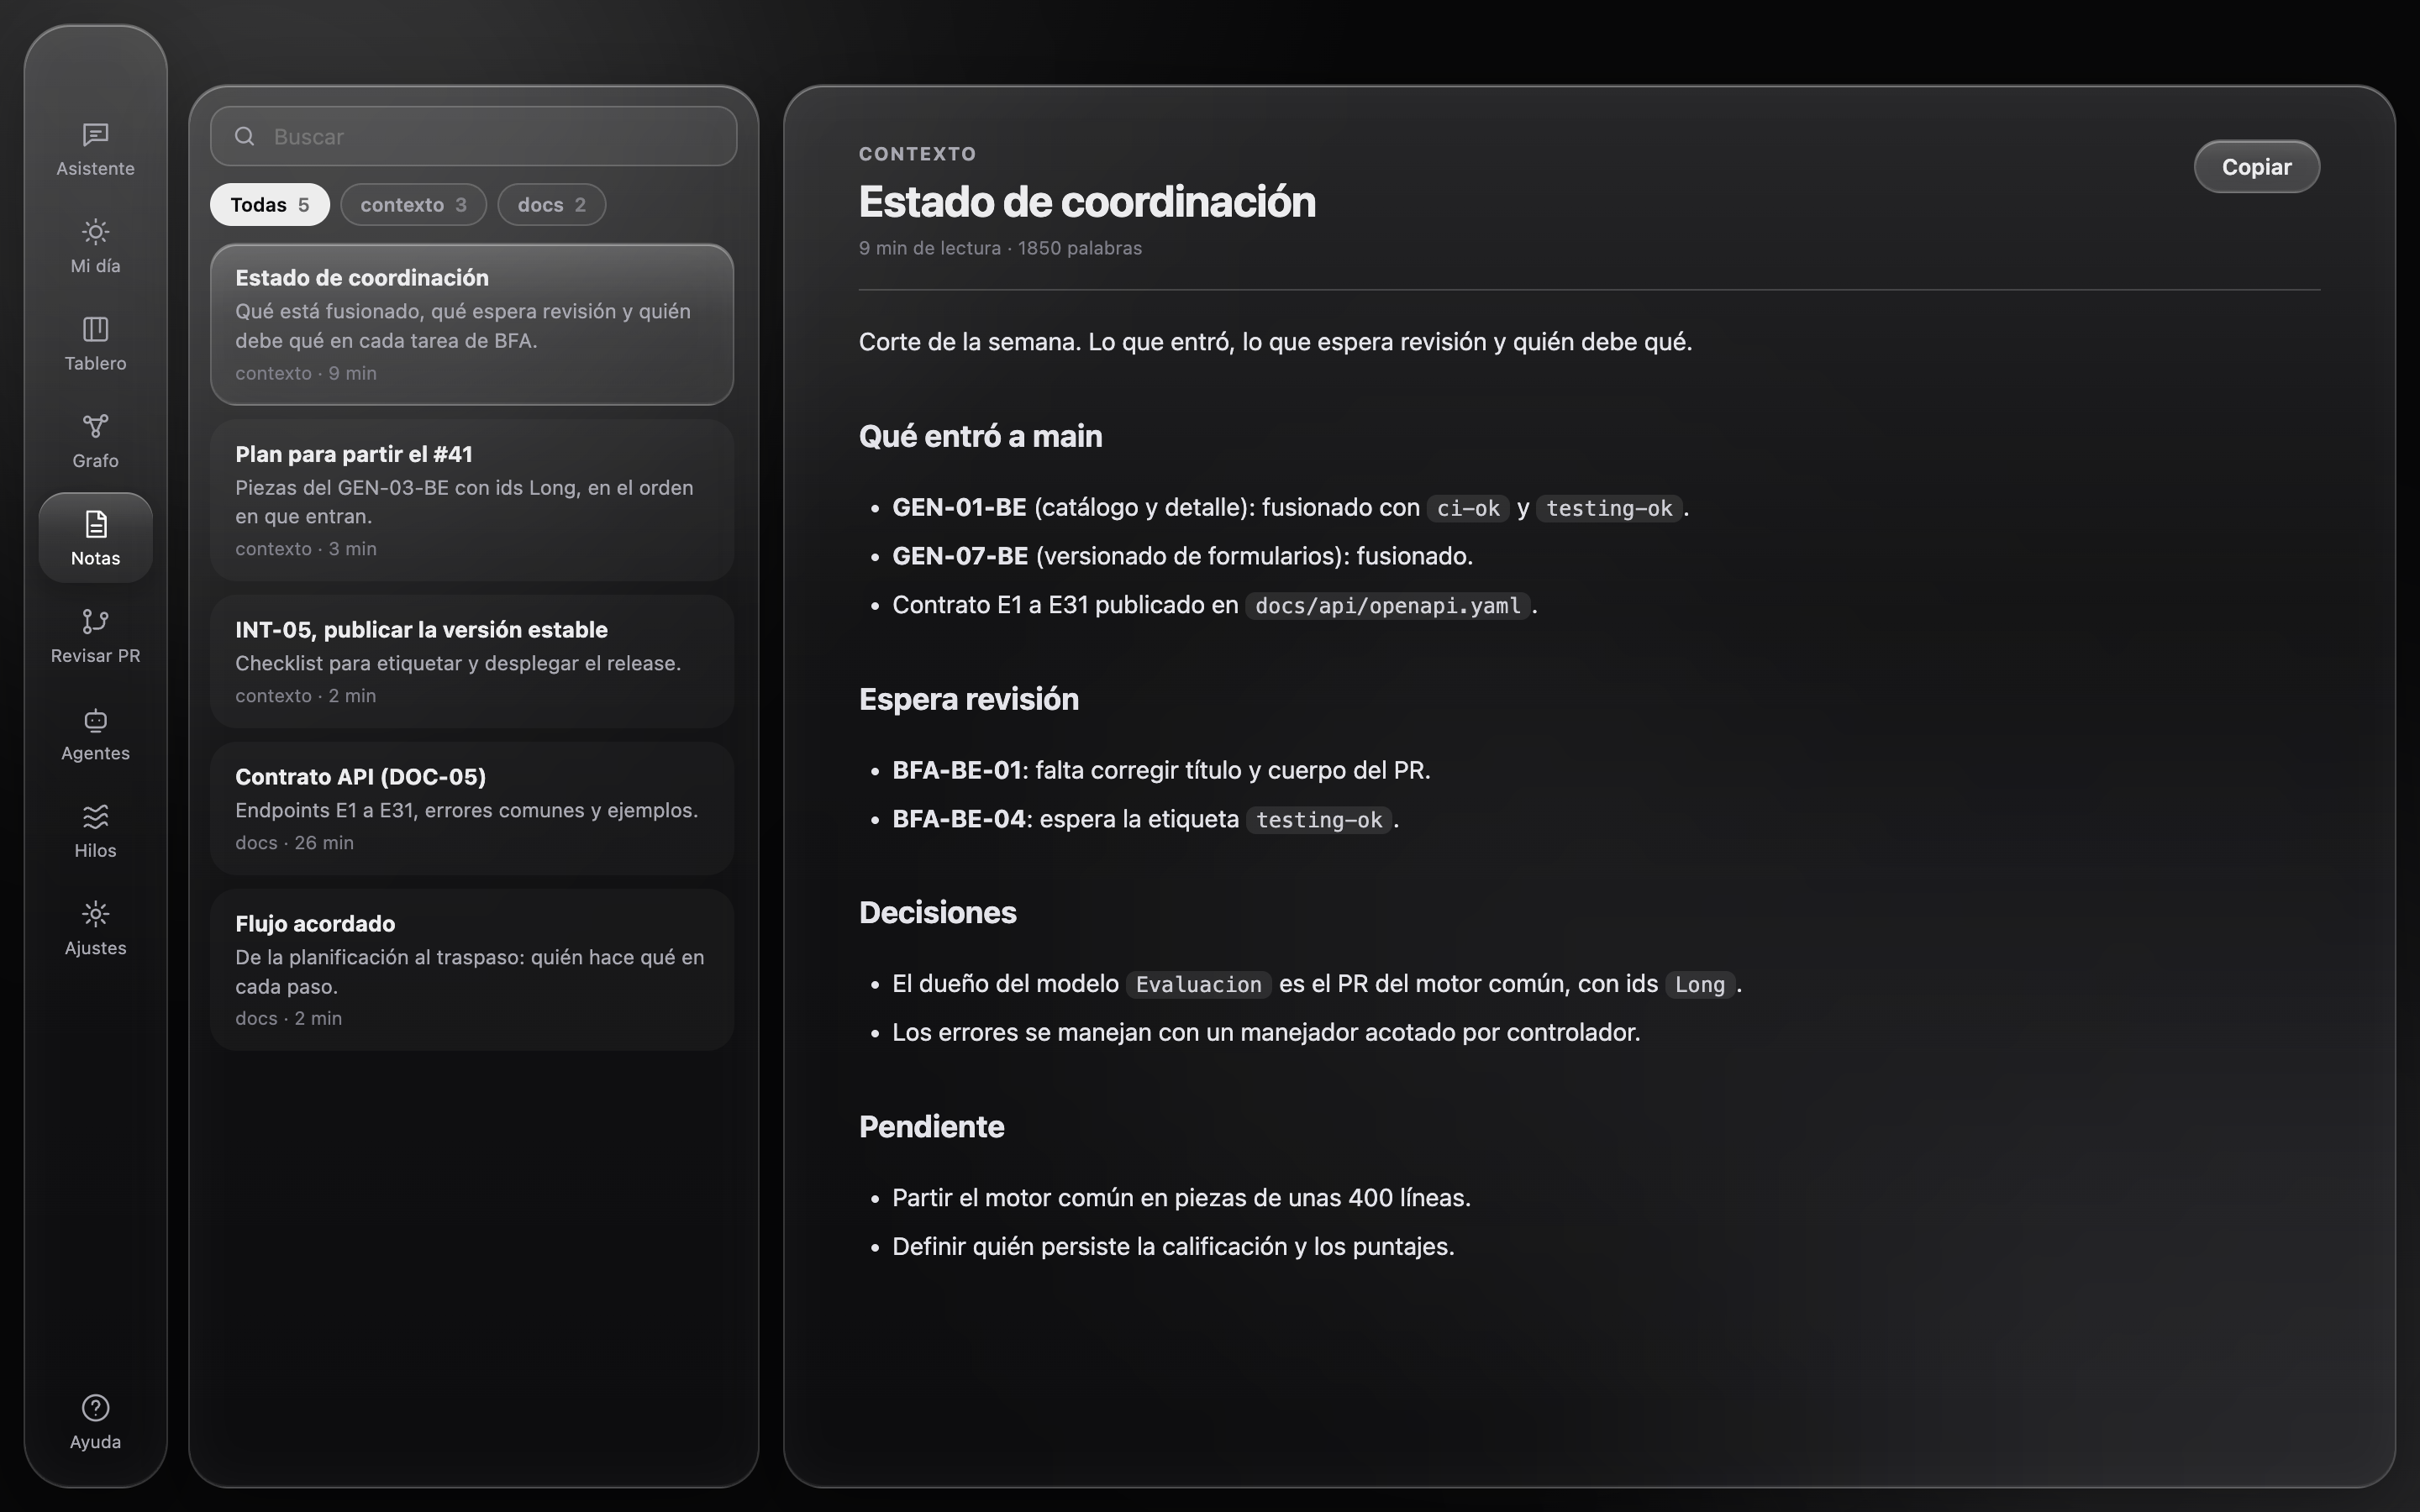 Asistente
Mi día
Tablero
Grafo
Notas
Revisar PR
Agentes
Hilos
Ajustes
Ayuda
Buscar
Todas 5
contexto 3
docs 2
Estado de coordinación
Qué está fusionado, qué espera revisión y quién
debe qué en cada tarea de BFA.
contexto · 9 min
Plan para partir el #41
Piezas del GEN-03-BE con ids Long, en el orden
en que entran.
contexto · 3 min
INT-05, publicar la versión estable
Checklist para etiquetar y desplegar el release.
contexto · 2 min
Contrato API (DOC-05)
Endpoints E1 a E31, errores comunes y ejemplos.
docs · 26 min
Flujo acordado
De la planificación al traspaso: quién hace qué en
cada paso.
docs · 2 min
CONTEXTO
Estado de coordinación
9 min de lectura · 1850 palabras
Copiar
Corte de la semana. Lo que entró, lo que espera revisión y quién debe qué.
Qué entró a main
• GEN-01-BE (catálogo y detalle): fusionado con ci-ok y testing-ok.
• GEN-07-BE (versionado de formularios): fusionado.
• Contrato E1 a E31 publicado en docs/api/openapi.yaml.
Espera revisión
• BFA-BE-01: falta corregir título y cuerpo del PR.
• BFA-BE-04: espera la etiqueta testing-ok.
Decisiones
• El dueño del modelo Evaluacion es el PR del motor común, con ids Long.
• Los errores se manejan con un manejador acotado por controlador.
Pendiente
• Partir el motor común en piezas de unas 400 líneas.
• Definir quién persiste la calificación y los puntajes.